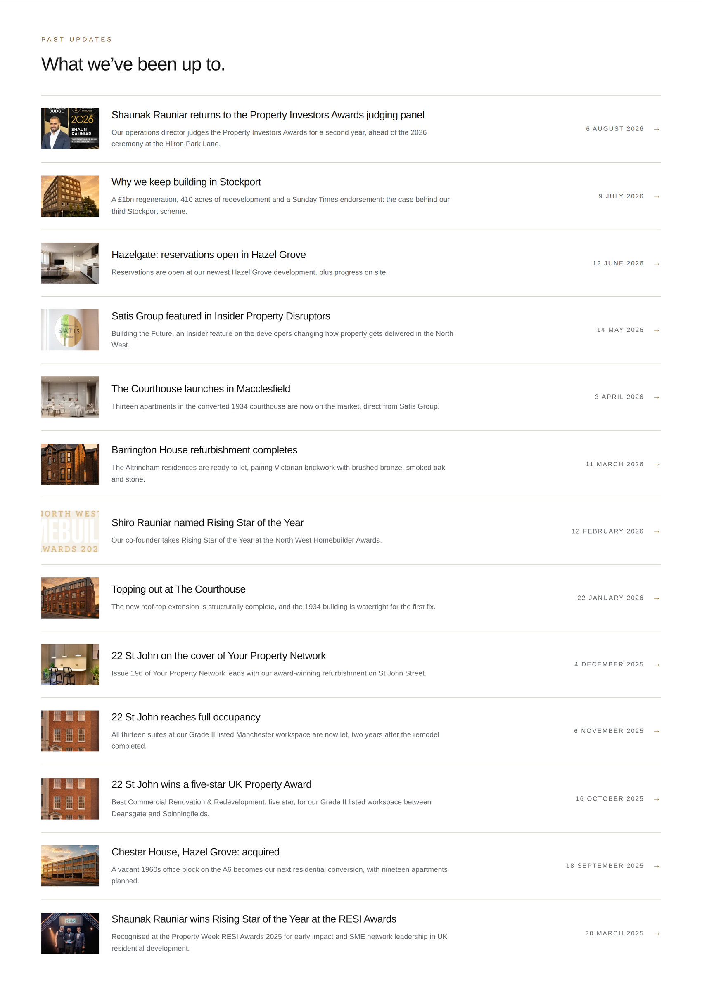 PAST UPDATES
What we’ve been up to.
JUDGE
AWARDS
2026
SHAUN
RAUNIAR
THE DEVELOPER CLUB
& SATIS GROUP
Shaunak Rauniar returns to the Property Investors Awards judging panel
Our operations director judges the Property Investors Awards for a second year, ahead of the 2026
ceremony at the Hilton Park Lane.
6 AUGUST 2026 →
Why we keep building in Stockport
A £1bn regeneration, 410 acres of redevelopment and a Sunday Times endorsement: the case behind our
third Stockport scheme.
9 JULY 2026 →
Hazelgate: reservations open in Hazel Grove
Reservations are open at our newest Hazel Grove development, plus progress on site.
12 JUNE 2026 →
SATIS
GROUP
Satis Group featured in Insider Property Disruptors
Building the Future, an Insider feature on the developers changing how property gets delivered in the North
West.
14 MAY 2026 →
The Courthouse launches in Macclesfield
Thirteen apartments in the converted 1934 courthouse are now on the market, direct from Satis Group.
3 APRIL 2026 →
Barrington House refurbishment completes
The Altrincham residences are ready to let, pairing Victorian brickwork with brushed bronze, smoked oak
and stone.
11 MARCH 2026 →
NORTH WEST
MEBUIL
WARDS 202
Shiro Rauniar named Rising Star of the Year
Our co-founder takes Rising Star of the Year at the North West Homebuilder Awards.
12 FEBRUARY 2026 →
Topping out at The Courthouse
The new roof-top extension is structurally complete, and the 1934 building is watertight for the first fix.
22 JANUARY 2026 →
22 St John on the cover of Your Property Network
Issue 196 of Your Property Network leads with our award-winning refurbishment on St John Street.
4 DECEMBER 2025 →
22 St John reaches full occupancy
All thirteen suites at our Grade II listed Manchester workspace are now let, two years after the remodel
completed.
6 NOVEMBER 2025 →
22 St John wins a five-star UK Property Award
Best Commercial Renovation & Redevelopment, five star, for our Grade II listed workspace between
Deansgate and Spinningfields.
16 OCTOBER 2025 →
Chester House, Hazel Grove: acquired
A vacant 1960s office block on the A6 becomes our next residential conversion, with nineteen apartments
planned.
18 SEPTEMBER 2025 →
RESI
Shaunak Rauniar wins Rising Star of the Year at the RESI Awards
Recognised at the Property Week RESI Awards 2025 for early impact and SME network leadership in UK
residential development.
20 MARCH 2025 →